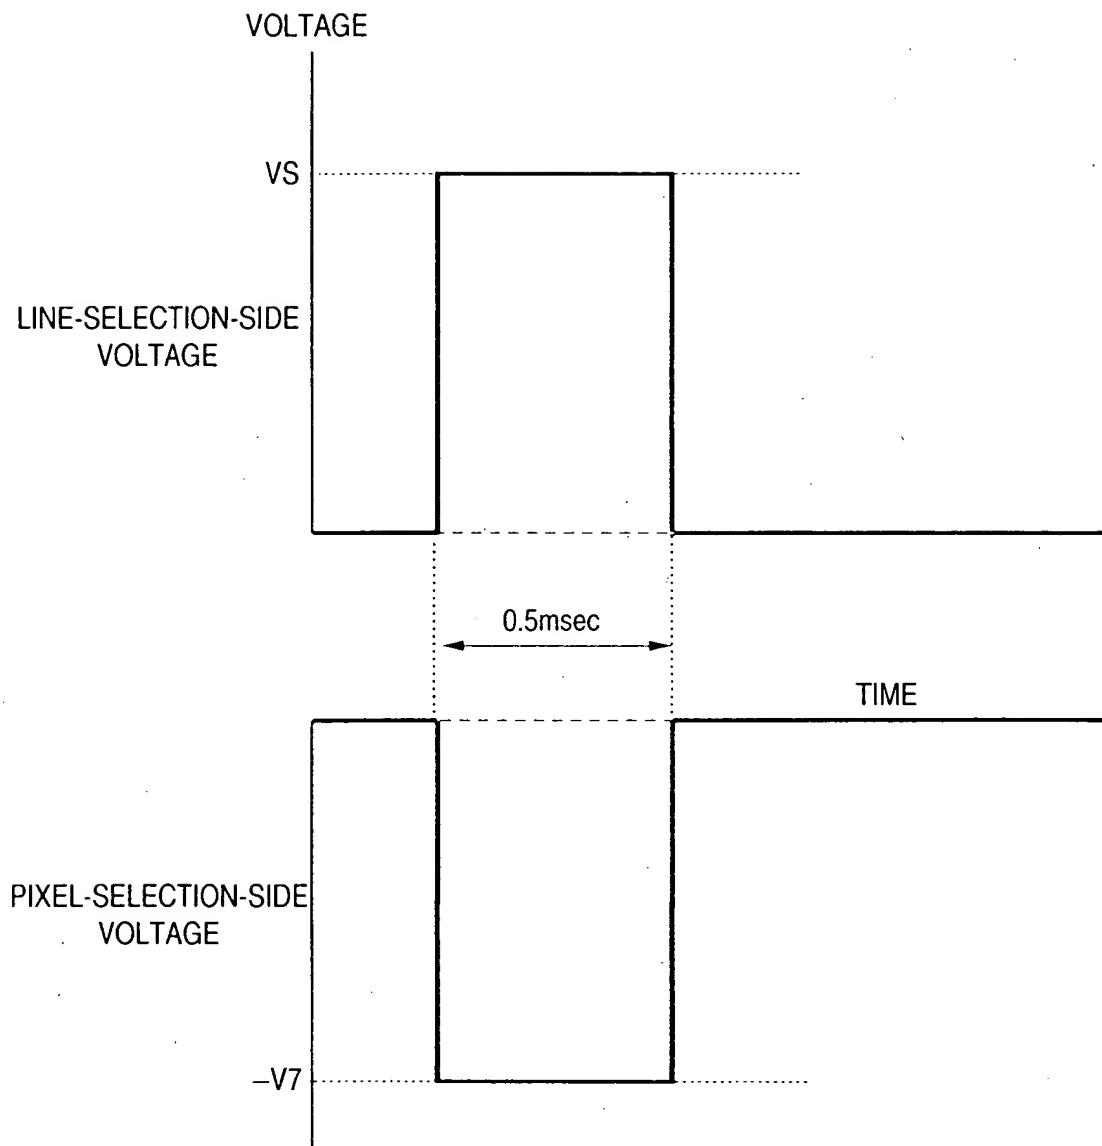 VOLTAGE
VS
LINE-SELECTION-SIDE
VOLTAGE
0.5msec
TIME
PIXEL-SELECTION-SIDE
VOLTAGE
–V7